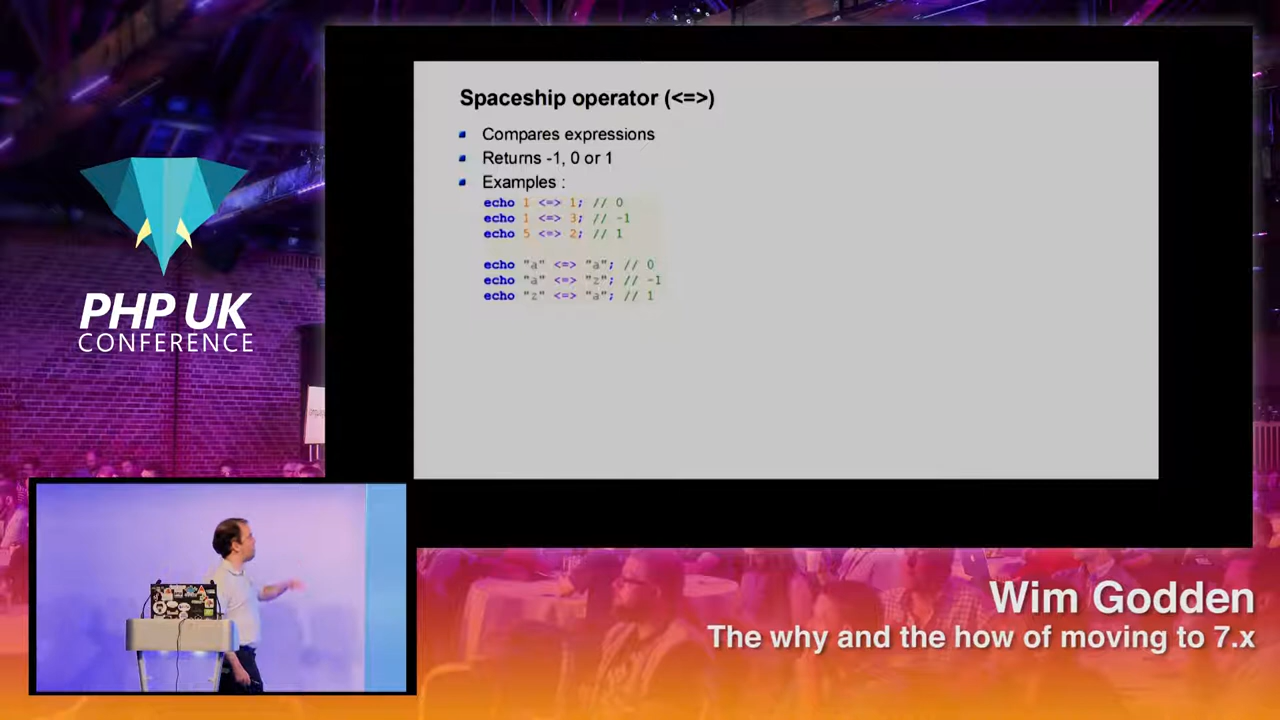 Spaceship operator (<=>)
Compares expressions
Returns -1, 0 or 1
Examples :
echo 1 <=> 1; // 0
echo 1 <=> 3; // -1
echo 5 <=> 2; // 1
echo "a" <=> "a"; // 0
echo "a" <=> "z"; // -1
echo "z" <=> "a"; // 1
PHP UK
CONFERENCE
Wim Godden
The why and the how of moving to 7.x